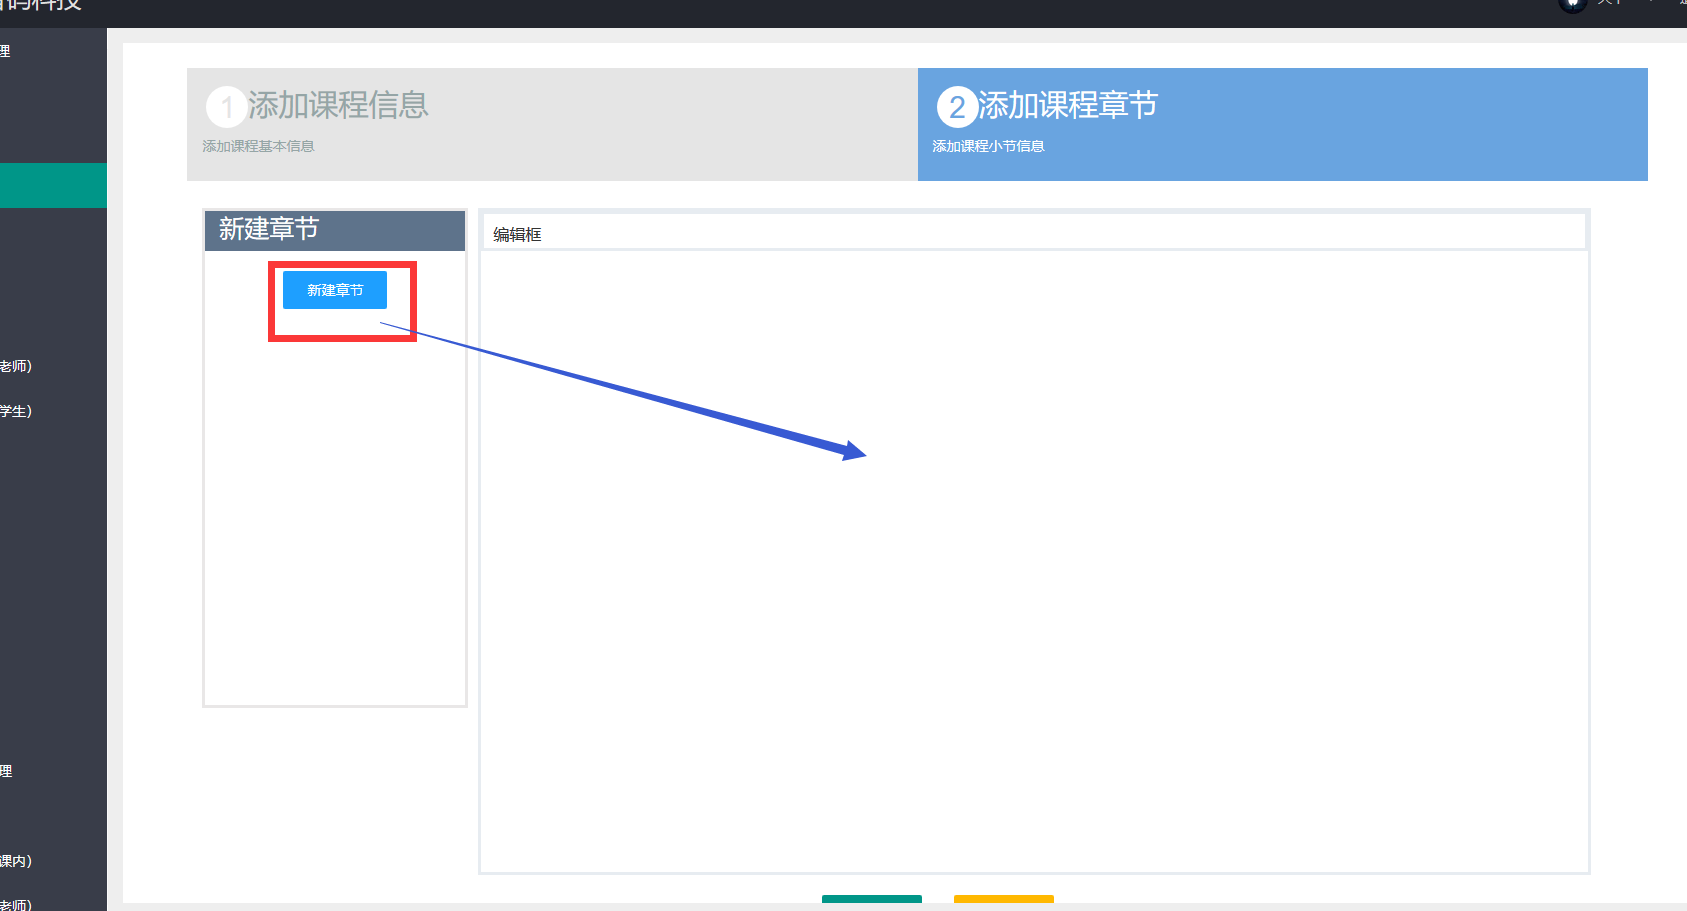 码科技
理
1 添加课程信息
添加课程基本信息
2 添加课程章节
添加课程小节信息
新建章节
编辑框
新建章节
老师)
学生)
理
课内)
老师)